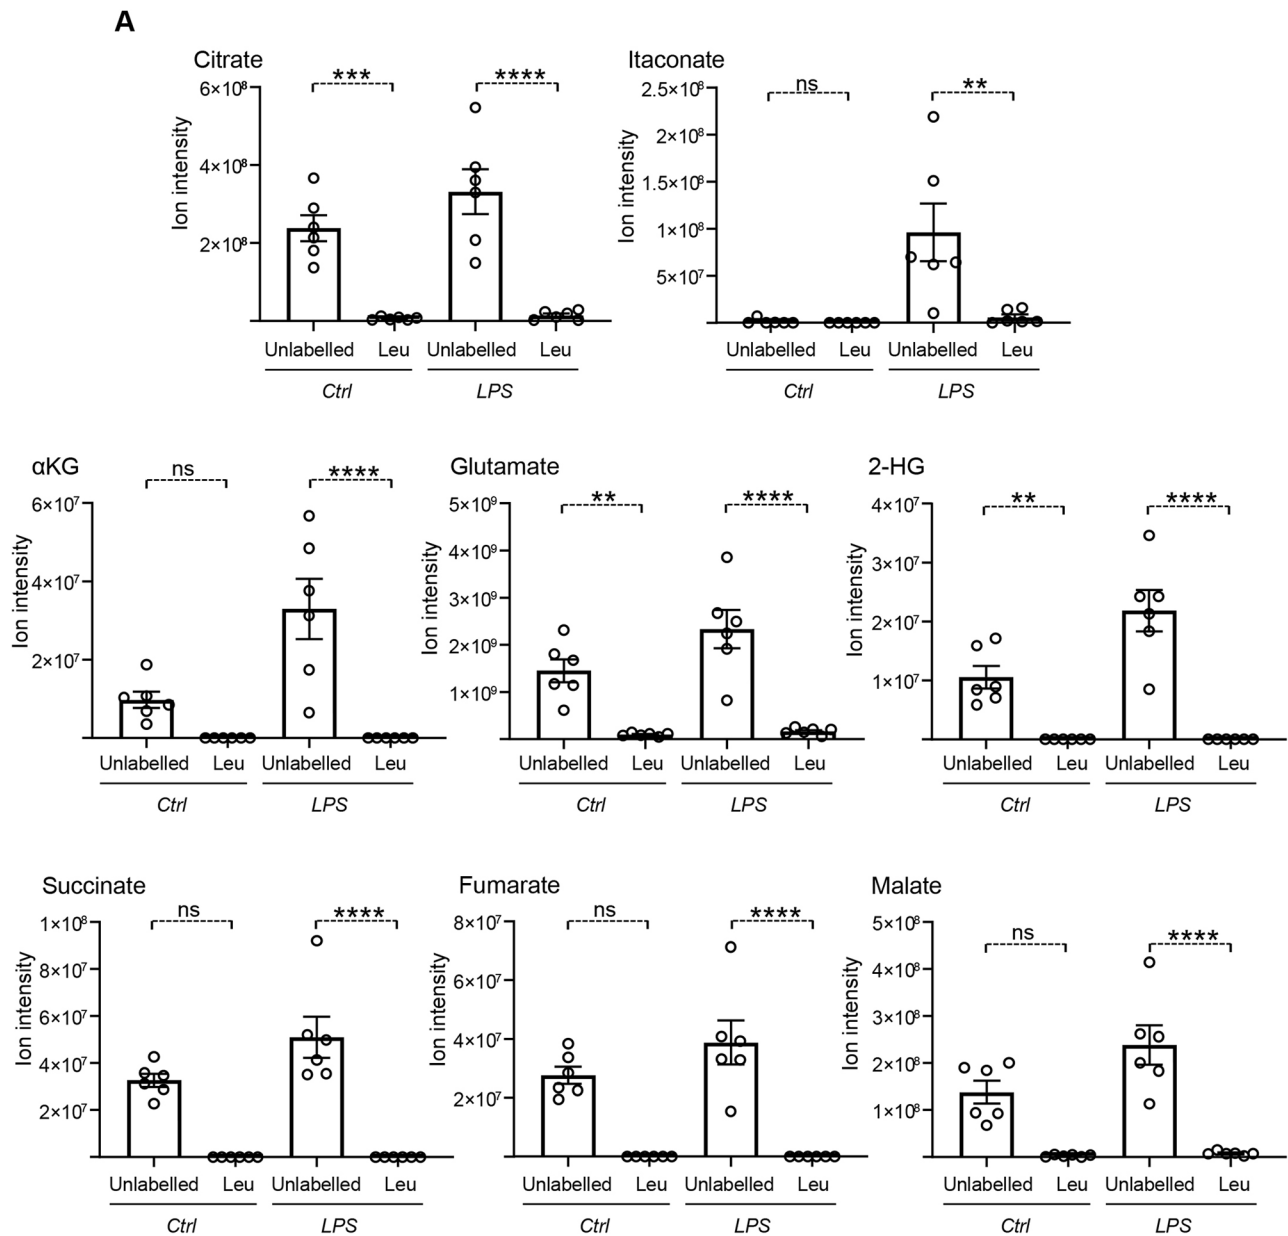 A
Citrate
Itaconate
*** ****
ns **
Ion intensity
6×10⁸
4×10⁸
2×10⁸
Ion intensity
2.5×10⁸
2×10⁸
1.5×10⁸
1×10⁸
5×10⁷
Unlabelled Leu Unlabelled Leu
Ctrl LPS
Unlabelled Leu Unlabelled Leu
Ctrl LPS
αKG
Glutamate
2-HG
ns ****
** ****
** ****
Ion intensity
6×10⁷
4×10⁷
2×10⁷
Ion intensity
5×10⁹
4×10⁹
3×10⁹
2×10⁹
1×10⁹
Ion intensity
4×10⁷
3×10⁷
2×10⁷
1×10⁷
Unlabelled Leu Unlabelled Leu
Ctrl LPS
Unlabelled Leu Unlabelled Leu
Ctrl LPS
Unlabelled Leu Unlabelled Leu
Ctrl LPS
Succinate
Fumarate
Malate
ns ****
ns ****
ns ****
Ion intensity
1×10⁸
8×10⁷
6×10⁷
4×10⁷
2×10⁷
Ion intensity
8×10⁷
6×10⁷
4×10⁷
2×10⁷
Ion intensity
5×10⁸
4×10⁸
3×10⁸
2×10⁸
1×10⁸
Unlabelled Leu Unlabelled Leu
Ctrl LPS
Unlabelled Leu Unlabelled Leu
Ctrl LPS
Unlabelled Leu Unlabelled Leu
Ctrl LPS